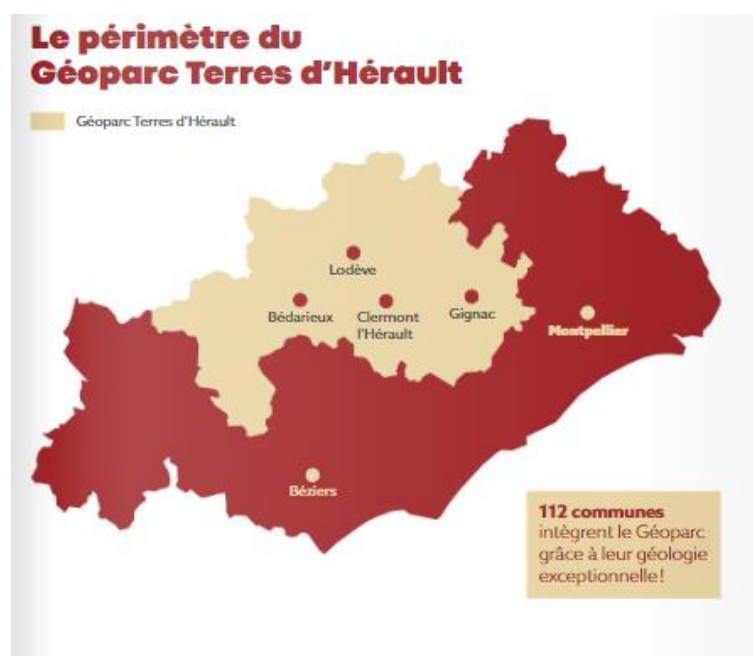 Le périmètre du
Géoparc Terres d'Hérault
Géoparc Terres d'Hérault
Lodève
Bédarieux
Clermont
l'Hérault
Gignac
Montpellier
Béziers
112 communes
intègrent le Géoparc
grâce à leur géologie
exceptionnelle !